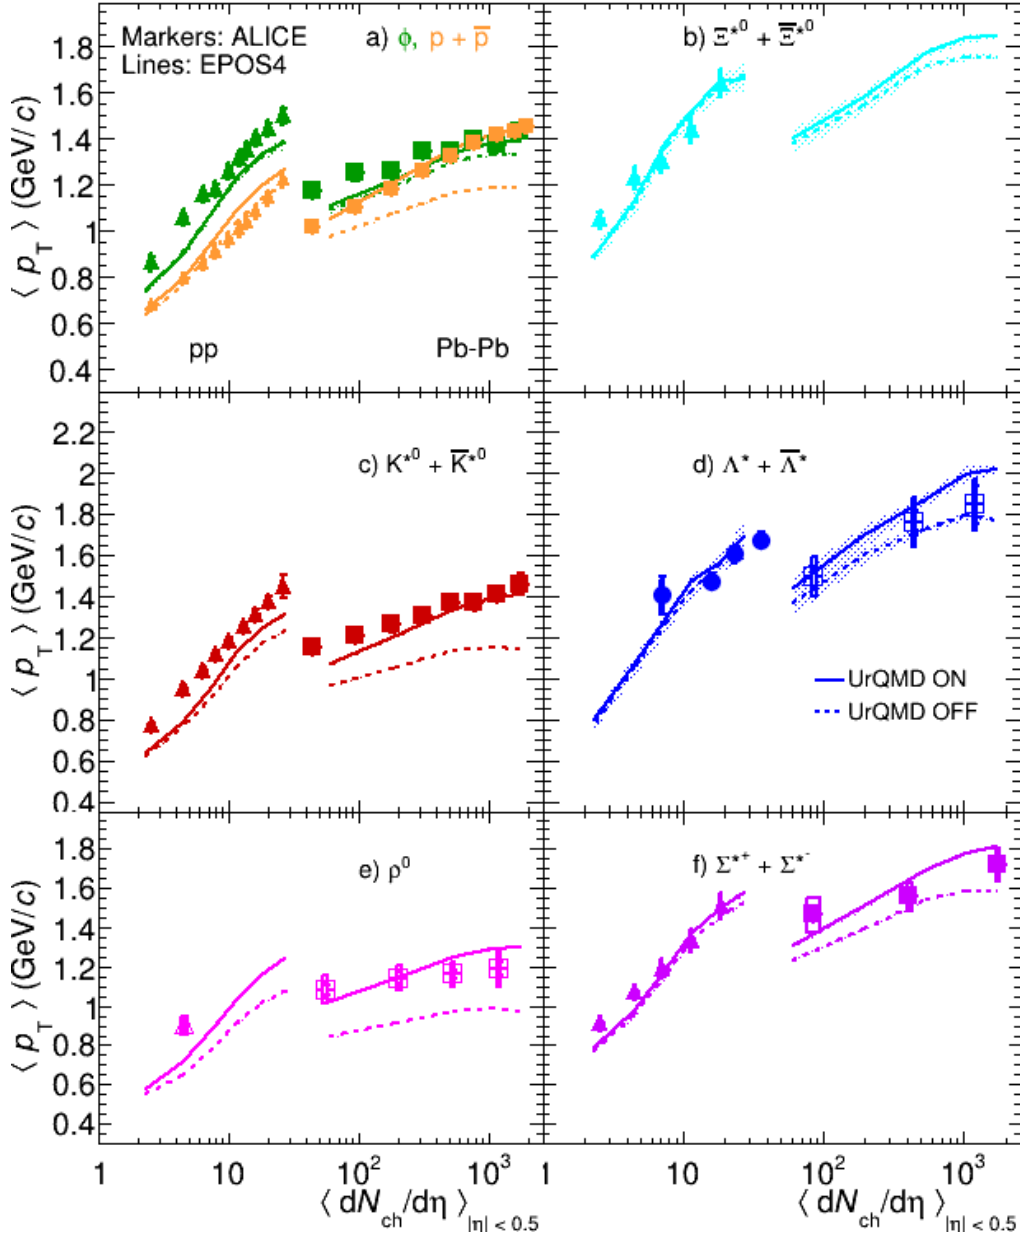 Markers: ALICE
Lines: EPOS4
a) ϕ, p + p̅
b) Ξ*⁰ + Ξ̅*⁰
1.8
1.6
1.4
1.2
1
0.8
0.6
0.4
⟨ p_T ⟩ (GeV/c)
pp
Pb-Pb
c) K*⁰ + K̅*⁰
d) Λ* + Λ̅*
2.2
2
1.8
1.6
1.4
1.2
1
0.8
0.6
0.4
⟨ p_T ⟩ (GeV/c)
UrQMD ON
UrQMD OFF
e) ρ⁰
f) Σ*⁺ + Σ*⁻
1.8
1.6
1.4
1.2
1
0.8
0.6
0.4
⟨ p_T ⟩ (GeV/c)
1 10 10² 10³
1 10 10² 10³
⟨ dN_ch/dη ⟩_|η| < 0.5
⟨ dN_ch/dη ⟩_|η| < 0.5